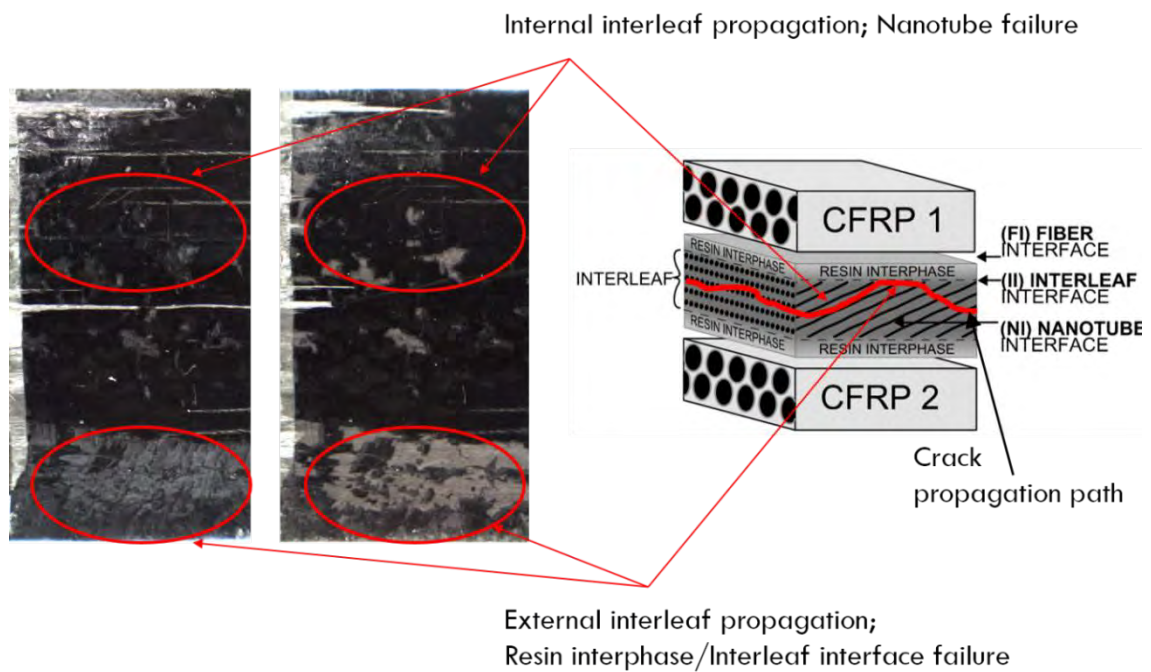 Internal interleaf propagation; Nanotube failure
CFRP 1
(FI) FIBER
INTERFACE
RESIN INTERPHASE
RESIN INTERPHASE
INTERLEAF
(II) INTERLEAF
INTERFACE
(NI) NANOTUBE
INTERFACE
RESIN INTERPHASE
RESIN INTERPHASE
CFRP 2
Crack
propagation path
External interleaf propagation;
Resin interphase/Interleaf interface failure